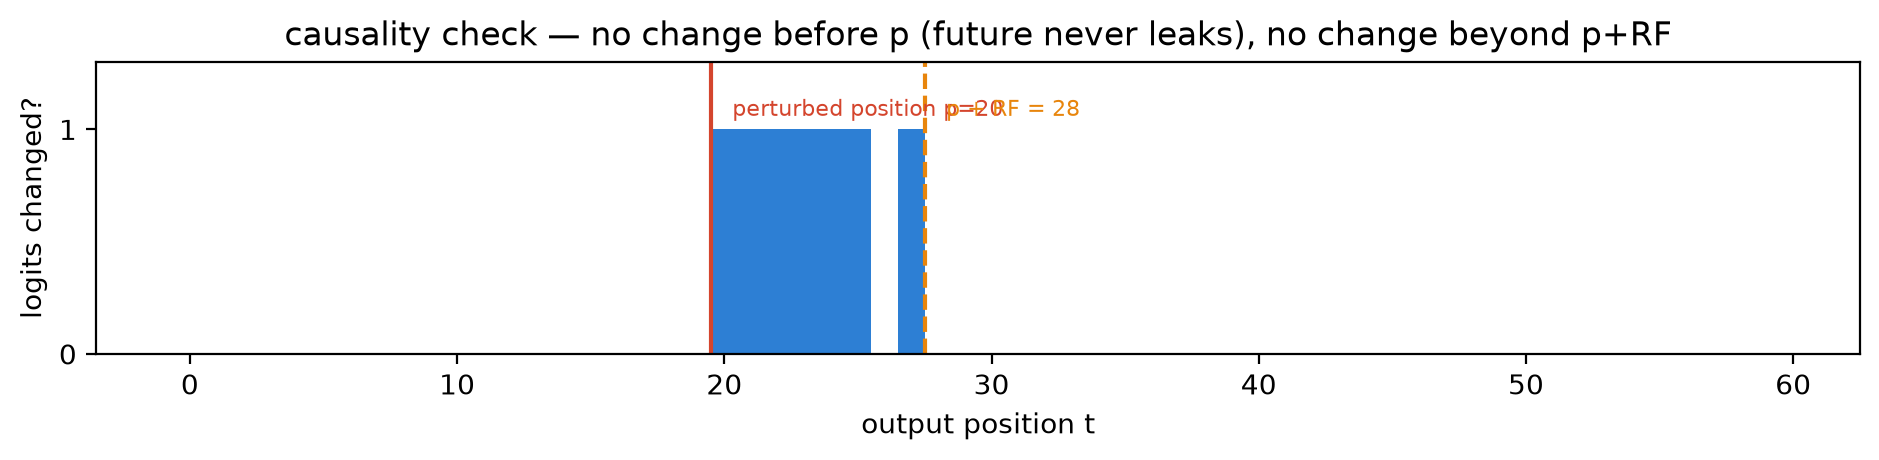 causality check — no change before p (future never leaks), no change beyond p+RF
logits changed?
1
0
perturbed position p=20
p + RF = 28
0 10 20 30 40 50 60
output position t